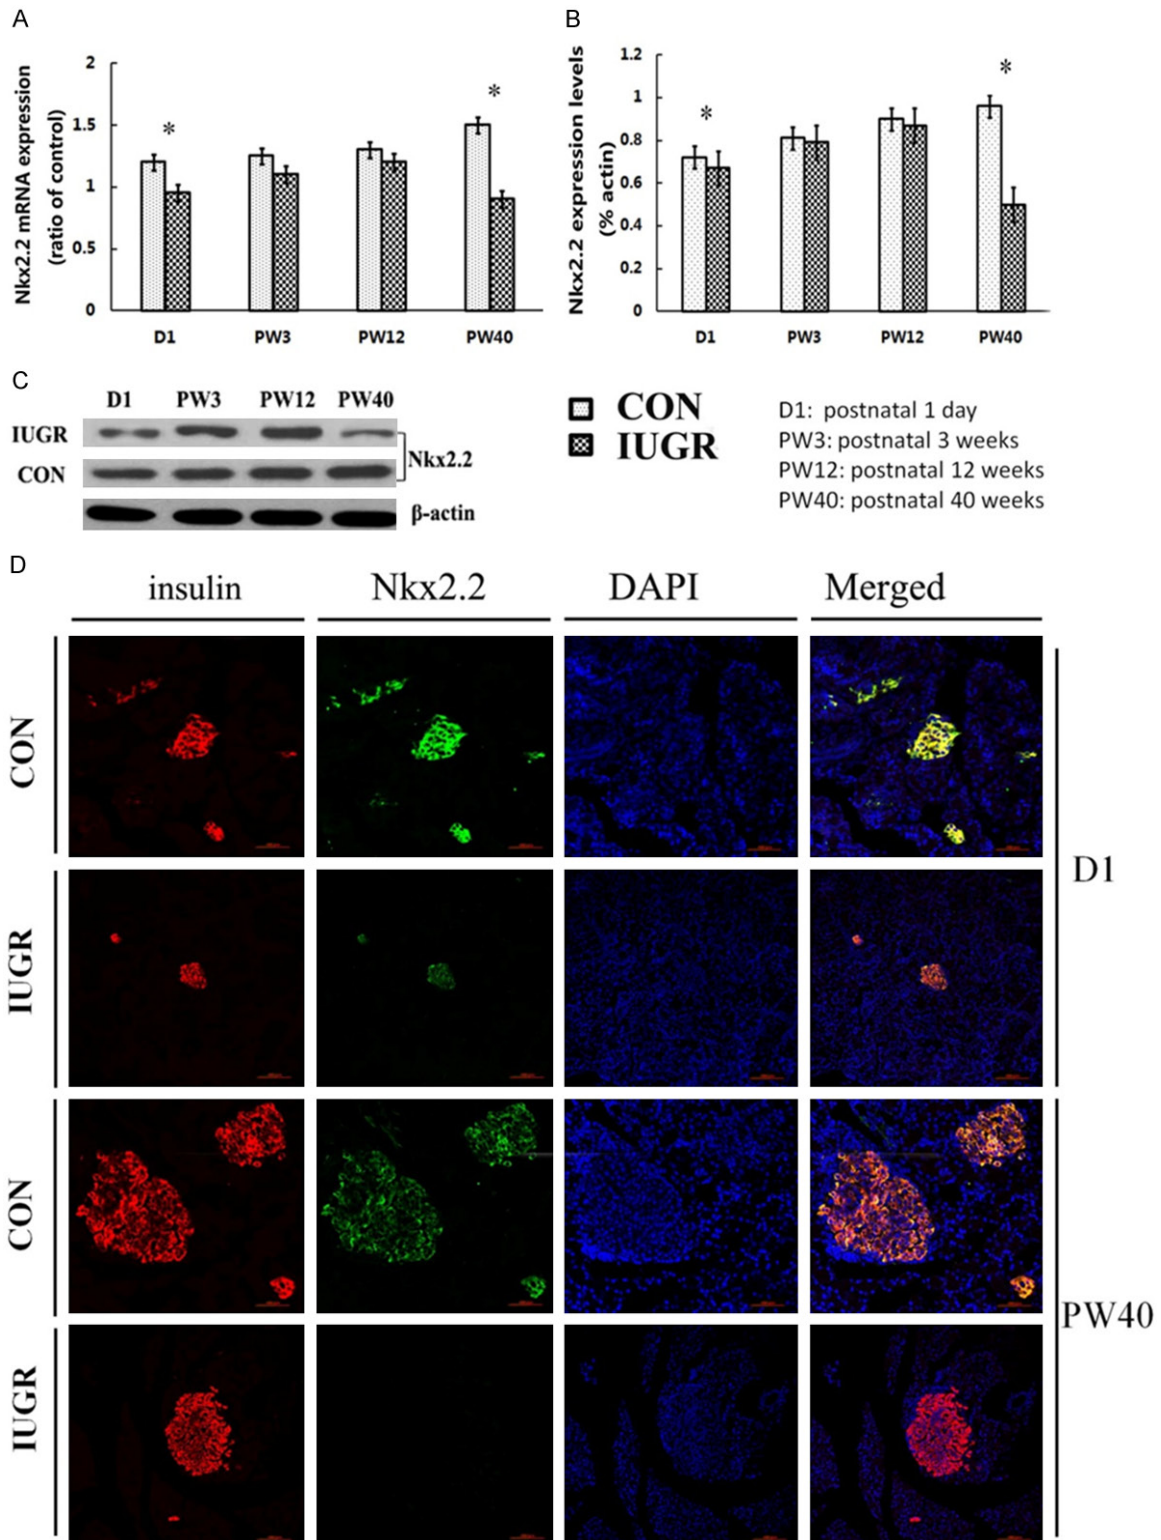 A
Nkx2.2 mRNA expression
(ratio of control)
2
1.5
1
0.5
0
*
*
D1 PW3 PW12 PW40
B
Nkx2.2 expression levels
(% actin)
1.2
1
0.8
0.6
0.4
0.2
0
*
*
D1 PW3 PW12 PW40
C
D1 PW3 PW12 PW40
IUGR
CON
Nkx2.2
β-actin
CON
IUGR
D1: postnatal 1 day
PW3: postnatal 3 weeks
PW12: postnatal 12 weeks
PW40: postnatal 40 weeks
D
insulin Nkx2.2 DAPI Merged
CON
IUGR
D1
CON
IUGR
PW40